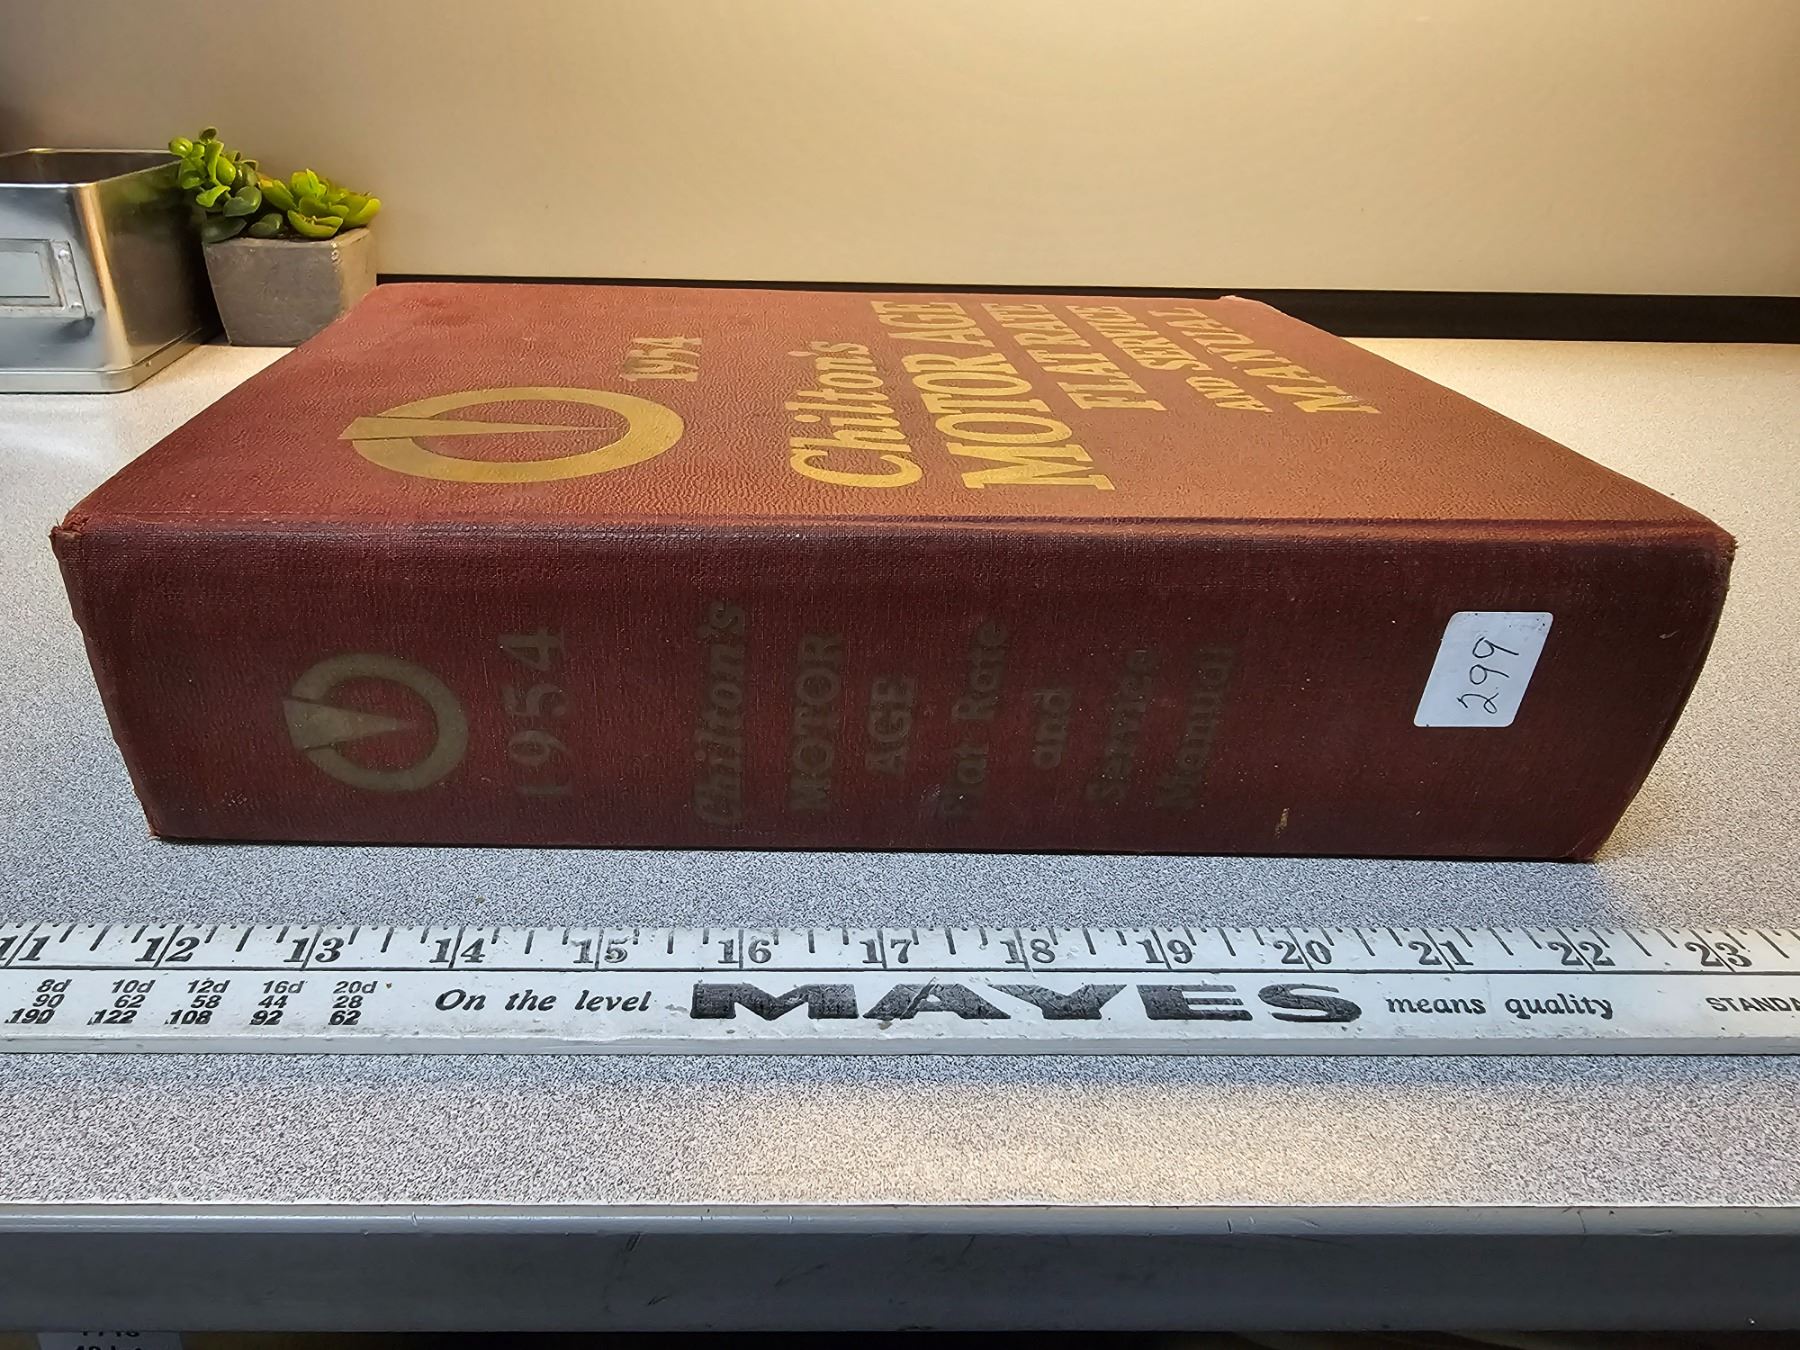 1954
Chilton's
MOTOR AGE
FLAT RATE
AND SERVICE
MANUAL
1954
Chilton's
MOTOR
AGE
Flat Rate
and
Service
Manual
299
11 12 13 14 15 16 17 18 19 20 21 22 23
8d 10d 12d 16d 20d
90 62 58 44 28
190 122 108 92 62
On the level MAYES means quality